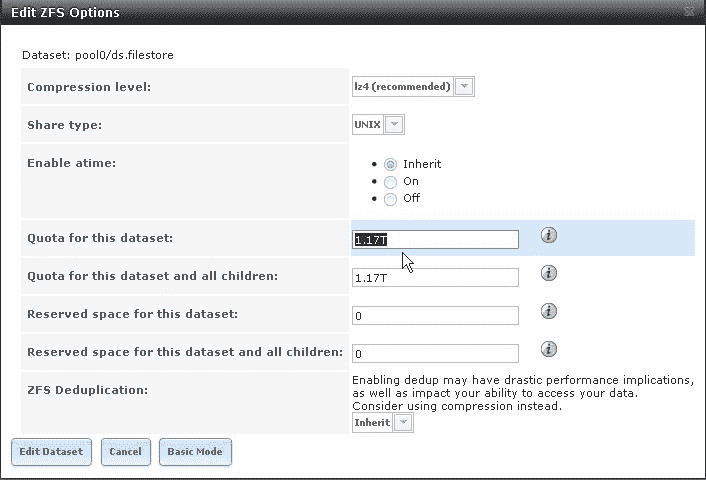 Edit ZFS Options
Dataset: pool0/ds.filestore
Compression level:
lz4 (recommended)
Share type:
UNIX
Enable atime:
Inherit
On
Off
Quota for this dataset:
1.17T
Quota for this dataset and all children:
1.17T
Reserved space for this dataset:
0
Reserved space for this dataset and all children:
0
ZFS Deduplication:
Enabling dedup may have drastic performance implications,
as well as impact your ability to access your data.
Consider using compression instead.
Inherit
Edit Dataset
Cancel
Basic Mode